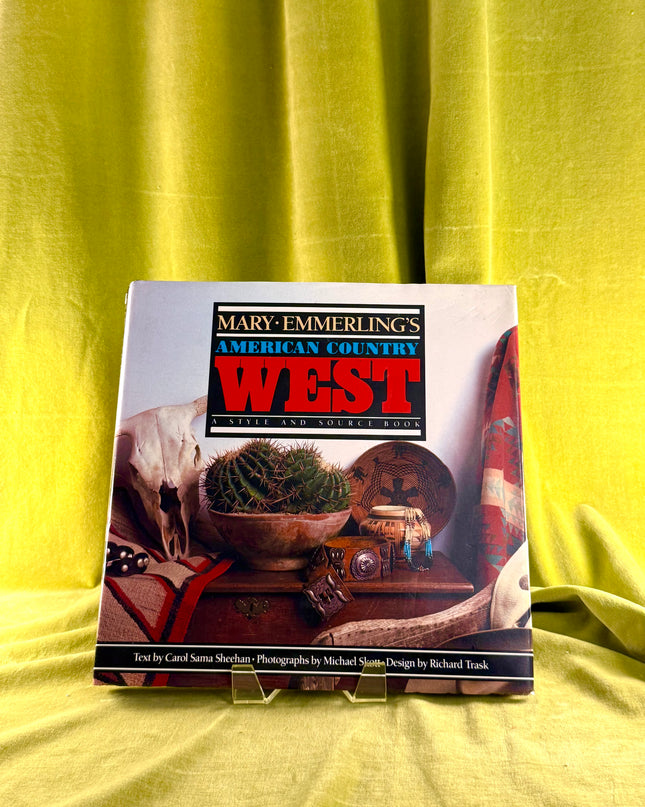 MARY · EMMERLING'S
AMERICAN COUNTRY
WEST
A STYLE AND SOURCE BOOK
Text by Carol Sama Sheehan · Photographs by Michael Skott · Design by Richard Trask